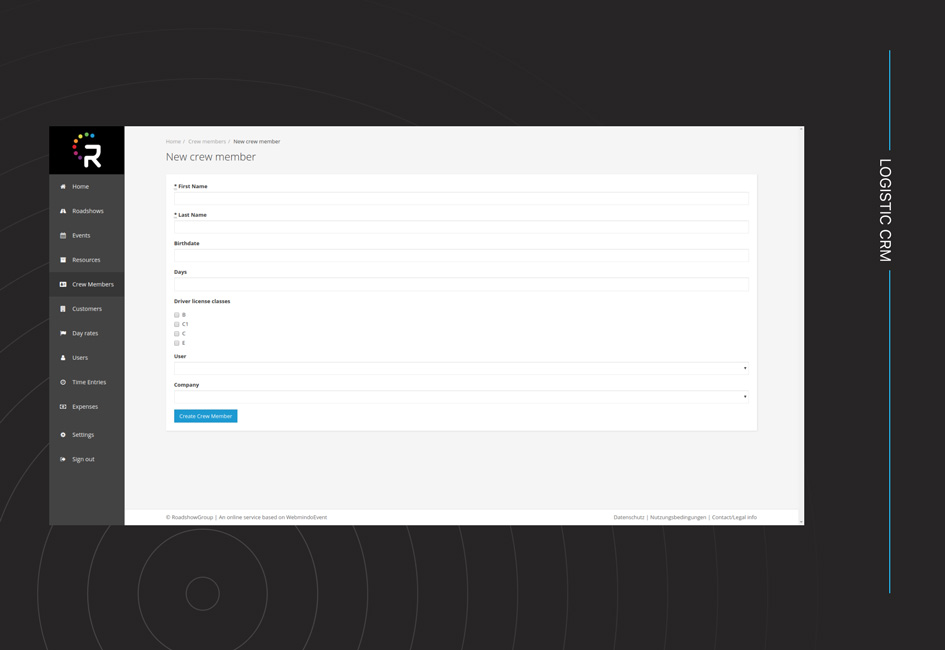 R
Home
Roadshows
Events
Resources
Crew Members
Customers
Day rates
Users
Time Entries
Expenses
Settings
Sign out
Home / Crew members / New crew member
New crew member
* First Name
* Last Name
Birthdate
Days
Driver license classes
B
C1
C
E
User
Company
Create Crew Member
© RoadshowGroup | An online service based on WebmindoEvent
Datenschutz | Nutzungsbedingungen | Contact/Legal info
LOGISTIC CRM